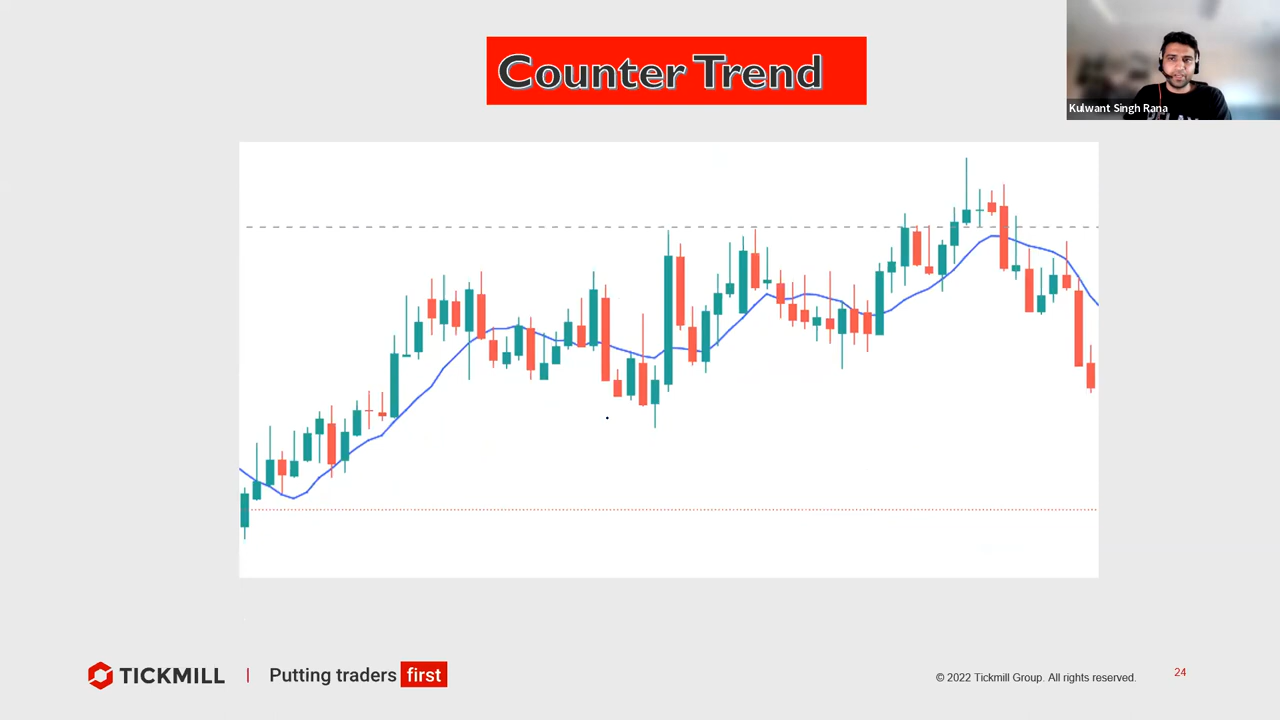 Counter Trend
Kulwant Singh Rana
TICKMILL | Putting traders first
© 2022 Tickmill Group. All rights reserved.
24